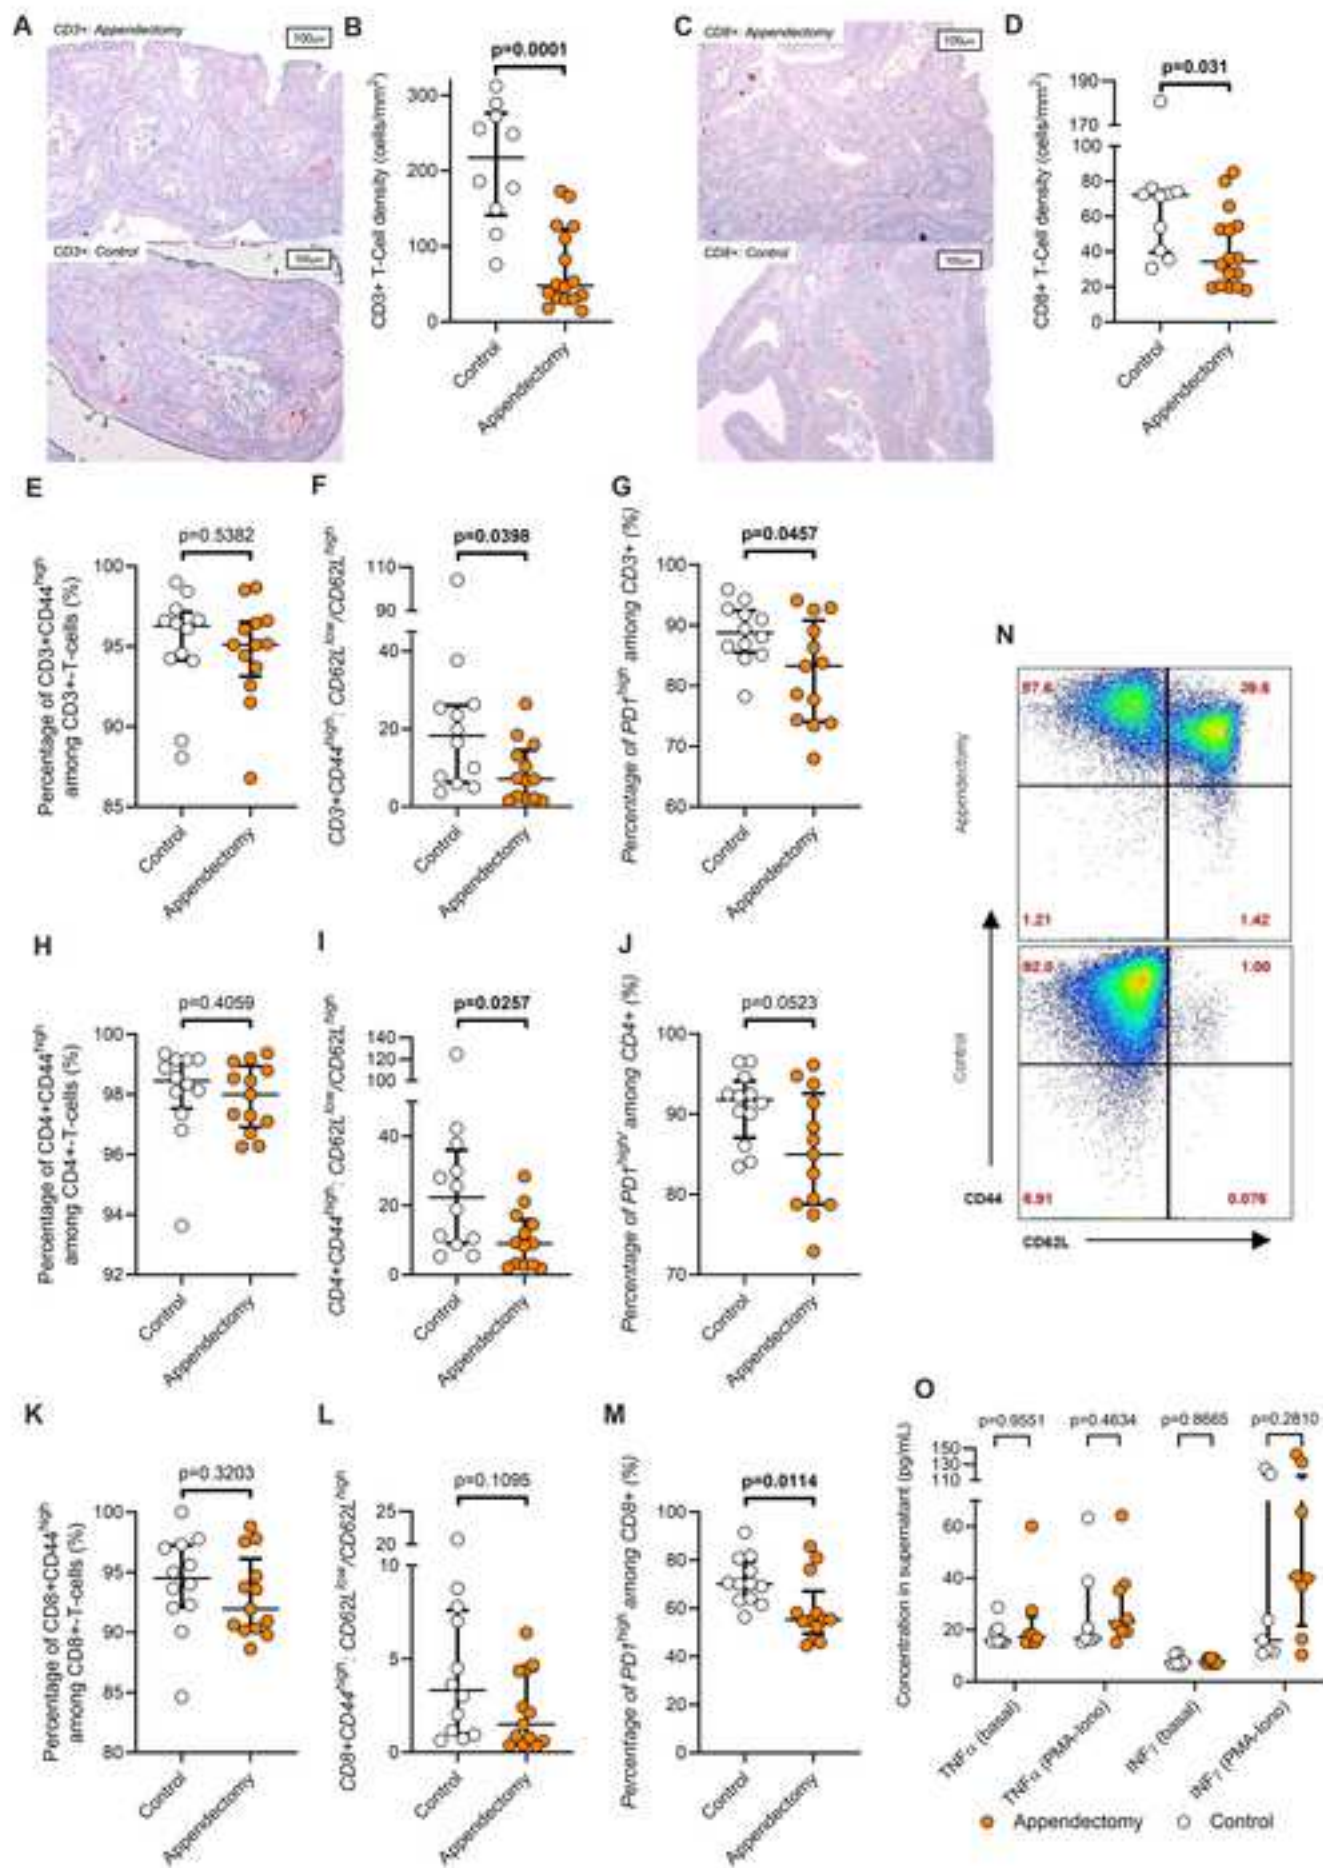 A
CD3+: Appendectomy
100µm
CD3+: Control
100µm
B
p=0.0001
CD3+ T-Cell density (cells/mm²)
300
200
100
0
Control
Appendectomy
C
CD8+: Appendectomy
100µm
CD8+: Control
100µm
D
p=0.031
CD8+ T-Cell density (cells/mm²)
190
170
100
80
60
40
20
0
Control
Appendectomy
E
p=0.5382
Percentage of CD3+CD44high
among CD3+-T-cells (%)
100
95
90
85
Control
Appendectomy
F
p=0.0398
CD3+CD44high: CD62Llow/CD62Lhigh
110
90
40
20
0
Control
Appendectomy
G
p=0.0457
Percentage of PD1high among CD3+ (%)
100
90
80
70
60
Control
Appendectomy
H
p=0.4059
Percentage of CD4+CD44high
among CD4+-T-cells (%)
100
98
96
94
92
Control
Appendectomy
I
p=0.0257
CD4+CD44high: CD62Llow/CD62Lhigh
140
120
100
40
20
0
Control
Appendectomy
J
p=0.0523
Percentage of PD1high/ among CD4+ (%)
100
90
80
70
Control
Appendectomy
K
p=0.3203
Percentage of CD8+CD44high
among CD8+-T-cells (%)
100
95
90
85
80
Control
Appendectomy
L
p=0.1095
CD8+CD44high: CD62Llow/CD62Lhigh
25
20
10
5
0
Control
Appendectomy
M
p=0.0114
Percentage of PD1high among CD8+ (%)
100
80
60
40
20
0
Control
Appendectomy
N
Appendectomy
1.21
1.42
Control
92.0
1.00
6.91
0.076
CD44
CD62L
O
p=0.9551
p=0.4634
p=0.8665
p=0.2810
Concentration in supernatant (pg/mL)
150
130
110
60
40
20
0
TNFα (basal)
TNFα (PMA-Iono)
INFγ (basal)
INFγ (PMA-Iono)
Appendectomy
Control